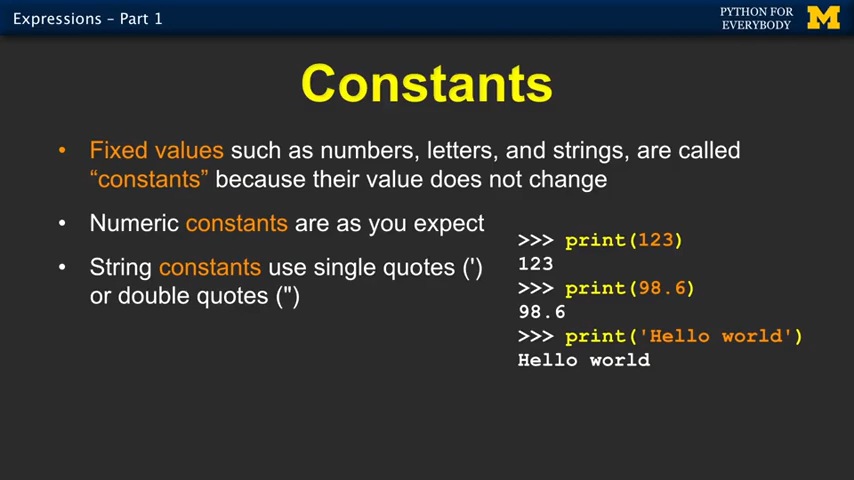 Expressions – Part 1
PYTHON FOR
EVERYBODY
Constants
• Fixed values such as numbers, letters, and strings, are called
“constants” because their value does not change
• Numeric constants are as you expect
• String constants use single quotes (')
or double quotes (")
>>> print(123)
123
>>> print(98.6)
98.6
>>> print('Hello world')
Hello world